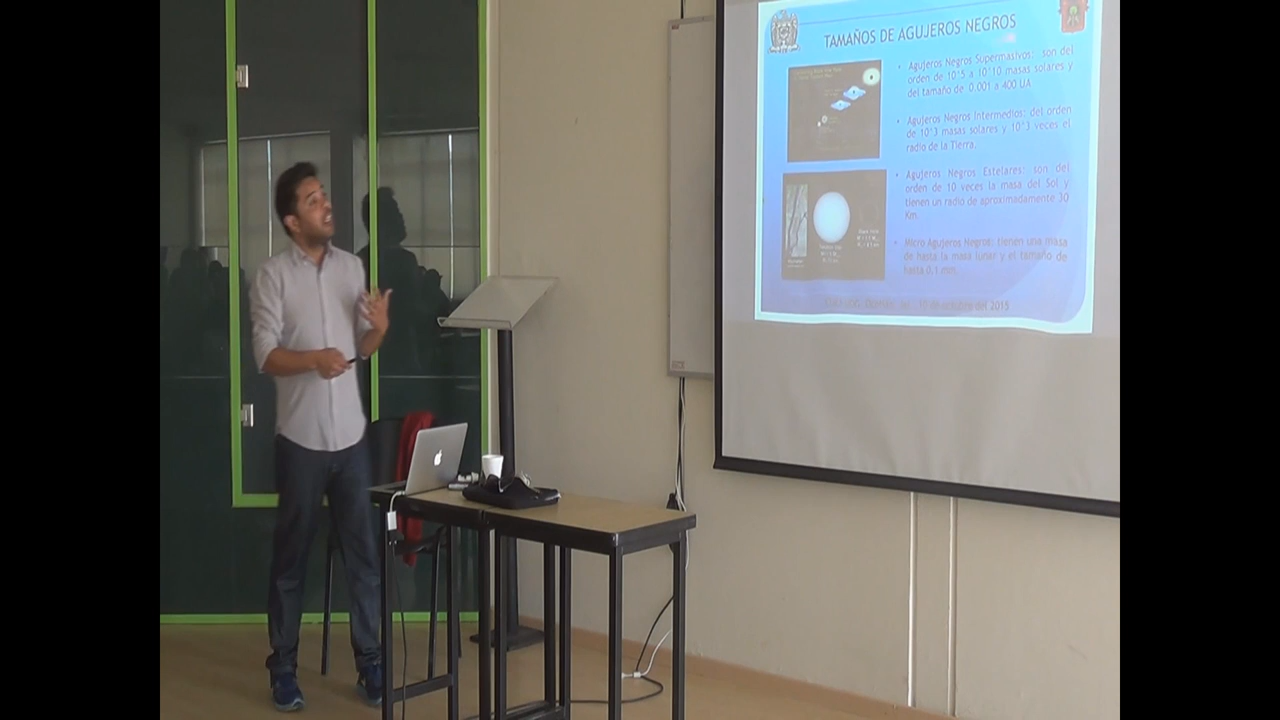 TAMAÑOS DE AGUJEROS NEGROS
• Agujeros Negros Supermasivos: son del
orden de 10^5 a 10^10 masas solares y
del tamaño de 0.001 a 400 UA
• Agujeros Negros Intermedios: del orden
de 10^3 masas solares y 10^3 veces el
radio de la Tierra.
• Agujeros Negros Estelares: son del
orden de 10 veces la masa del Sol y
tienen un radio de aproximadamente 30
Km.
• Micro Agujeros Negros: tienen una masa
de hasta la masa lunar y el tamaño de
hasta 0.1 mm.
del 2015